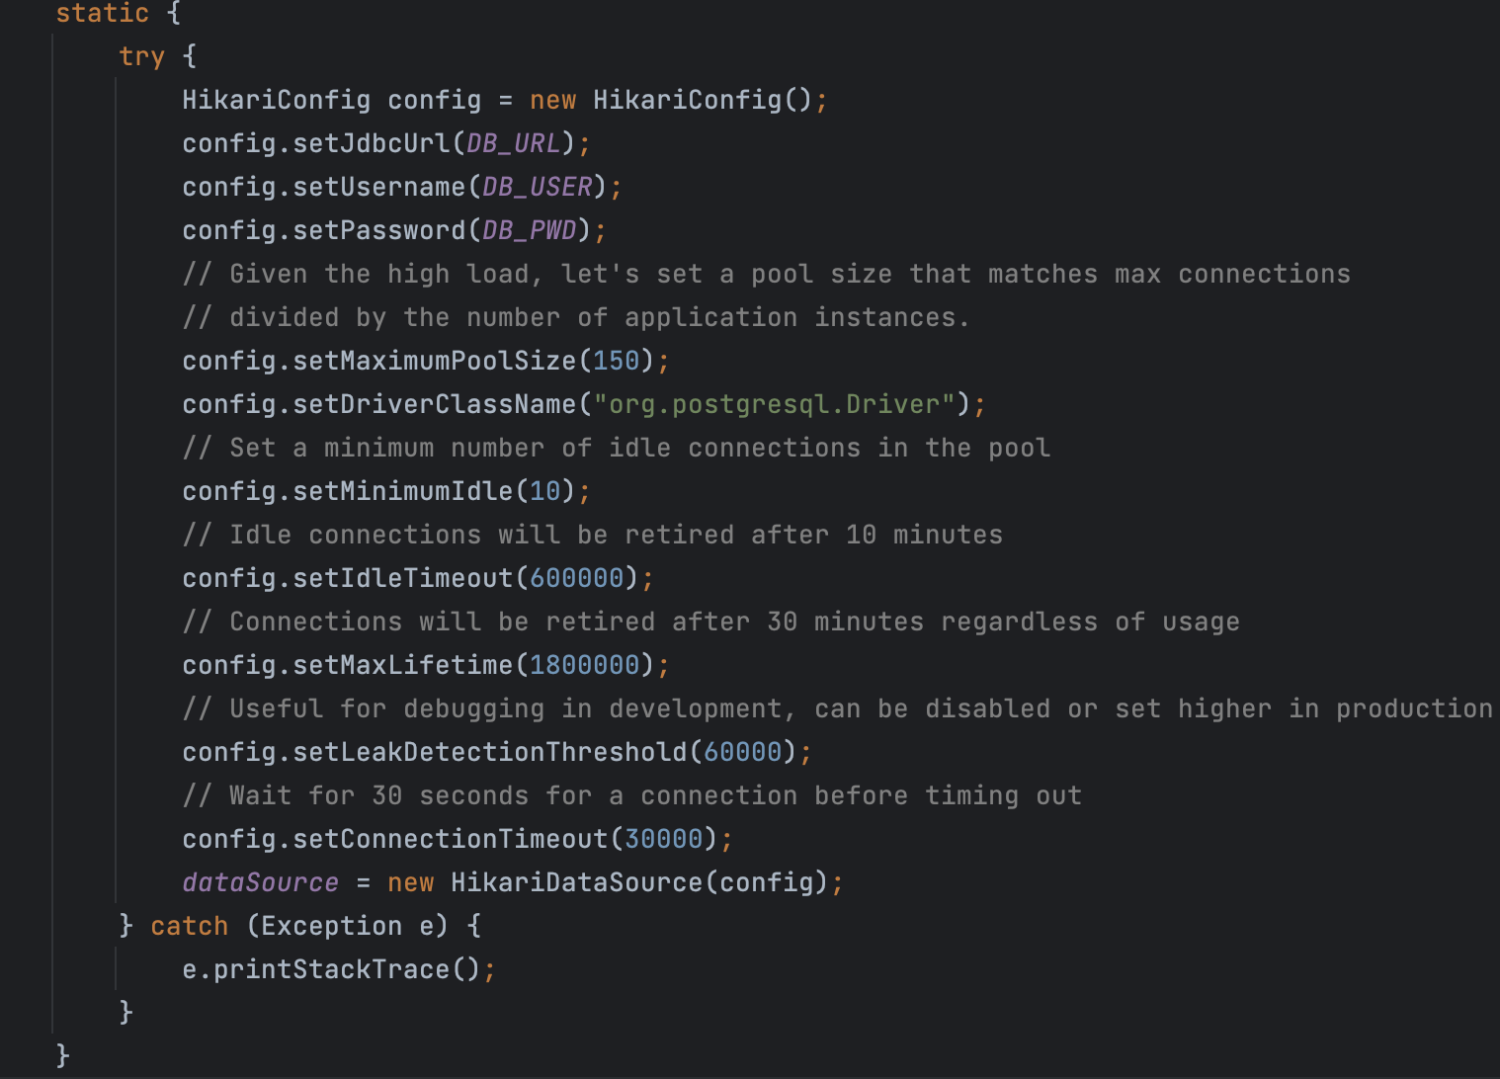 static {
try {
HikariConfig config = new HikariConfig();
config.setJdbcUrl(DB_URL);
config.setUsername(DB_USER);
config.setPassword(DB_PWD);
// Given the high load, let's set a pool size that matches max connections
// divided by the number of application instances.
config.setMaximumPoolSize(150);
config.setDriverClassName("org.postgresql.Driver");
// Set a minimum number of idle connections in the pool
config.setMinimumIdle(10);
// Idle connections will be retired after 10 minutes
config.setIdleTimeout(600000);
// Connections will be retired after 30 minutes regardless of usage
config.setMaxLifetime(1800000);
// Useful for debugging in development, can be disabled or set higher in production
config.setLeakDetectionThreshold(60000);
// Wait for 30 seconds for a connection before timing out
config.setConnectionTimeout(30000);
dataSource = new HikariDataSource(config);
} catch (Exception e) {
e.printStackTrace();
}
}